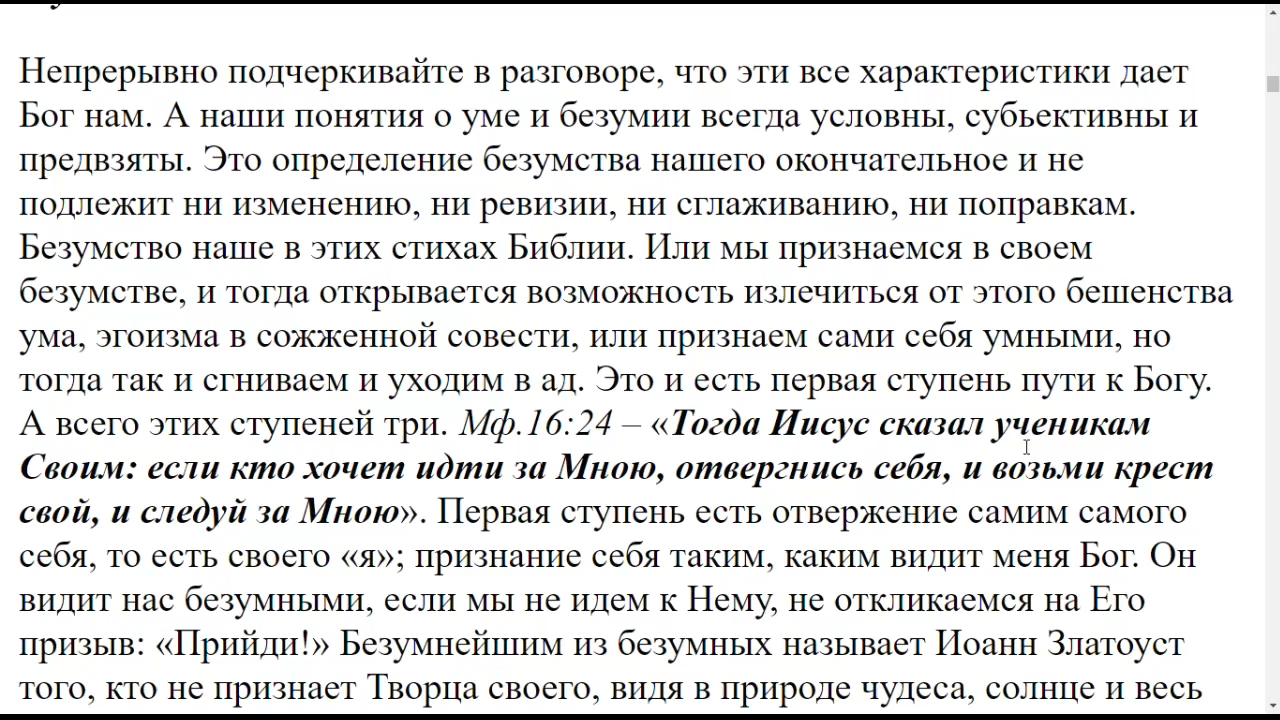 Непрерывно подчеркивайте в разговоре, что эти все характеристики дает
Бог нам. А наши понятия о уме и безумии всегда условны, субьективны и
предвзяты. Это определение безумства нашего окончательное и не
подлежит ни изменению, ни ревизии, ни сглаживанию, ни поправкам.
Безумство наше в этих стихах Библии. Или мы признаемся в своем
безумстве, и тогда открывается возможность излечиться от этого бешенства
ума, эгоизма в сожженной совести, или признаем сами себя умными, но
тогда так и сгниваем и уходим в ад. Это и есть первая ступень пути к Богу.
А всего этих ступеней три. Мф.16:24 – «Тогда Иисус сказал ученикам
Своим: если кто хочет идти за Мною, отвергнись себя, и возьми крест
свой, и следуй за Мною». Первая ступень есть отвержение самим самого
себя, то есть своего «я»; признание себя таким, каким видит меня Бог. Он
видит нас безумными, если мы не идем к Нему, не откликаемся на Его
призыв: «Прийди!» Безумнейшим из безумных называет Иоанн Златоуст
того, кто не признает Творца своего, видя в природе чудеса, солнце и весь